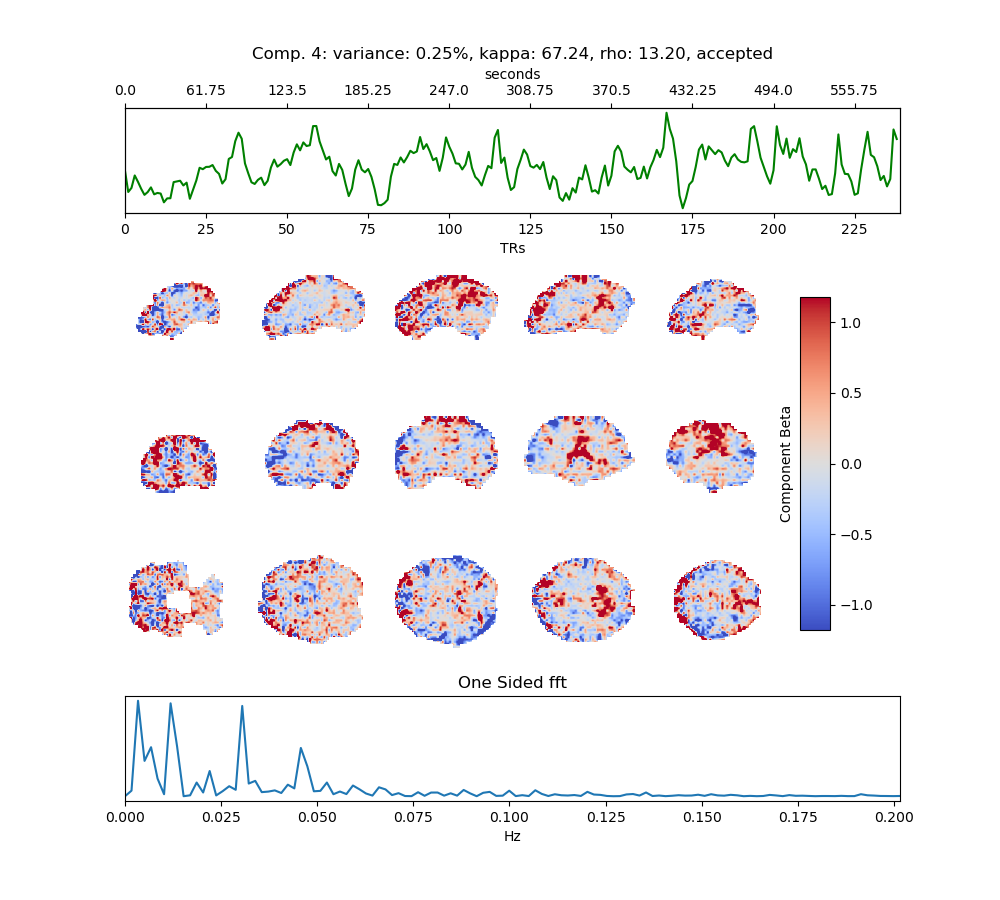 Comp. 4: variance: 0.25%, kappa: 67.24, rho: 13.20, accepted
seconds
0.0 61.75 123.5 185.25 247.0 308.75 370.5 432.25 494.0 555.75
0 25 50 75 100 125 150 175 200 225
TRs
1.0
0.5
0.0
−0.5
−1.0
Component Beta
One Sided fft
0.000 0.025 0.050 0.075 0.100 0.125 0.150 0.175 0.200
Hz